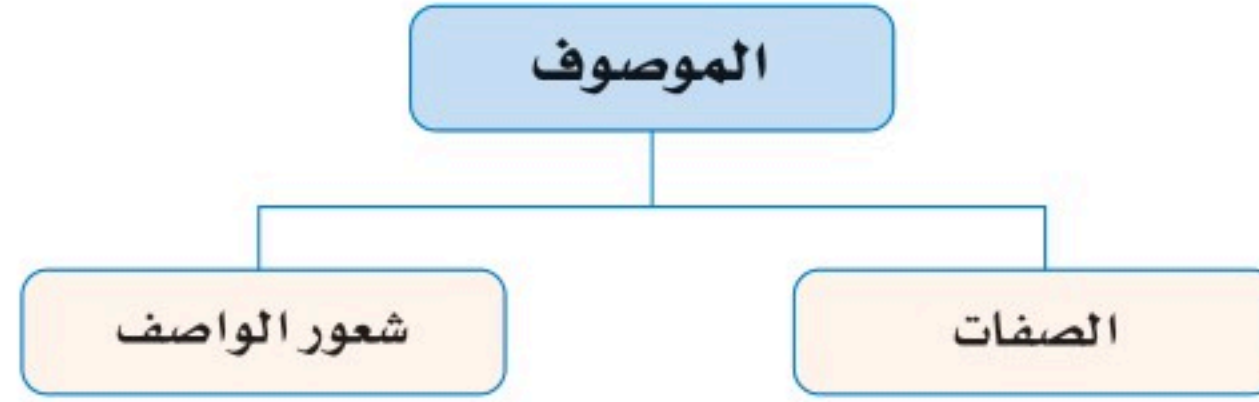 الموصوف
الصفات
شعور الواصف